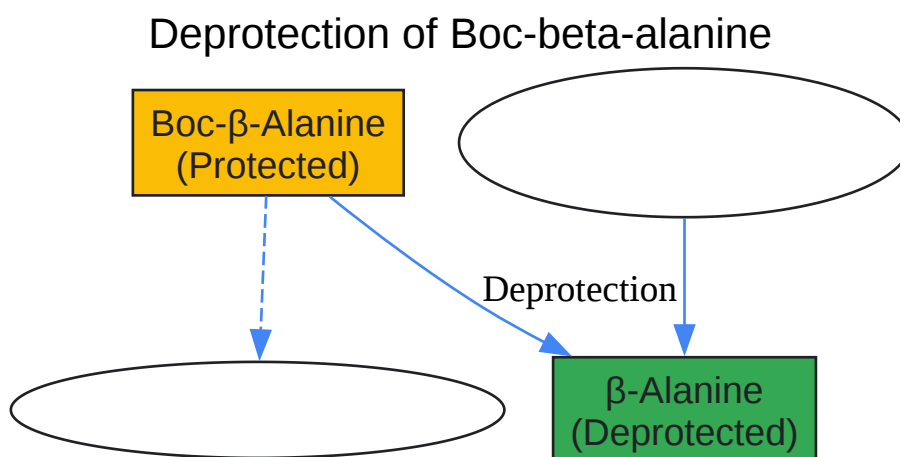 Deprotection of Boc-beta-alanine
Boc-β-Alanine
(Protected)
Deprotection
β-Alanine
(Deprotected)